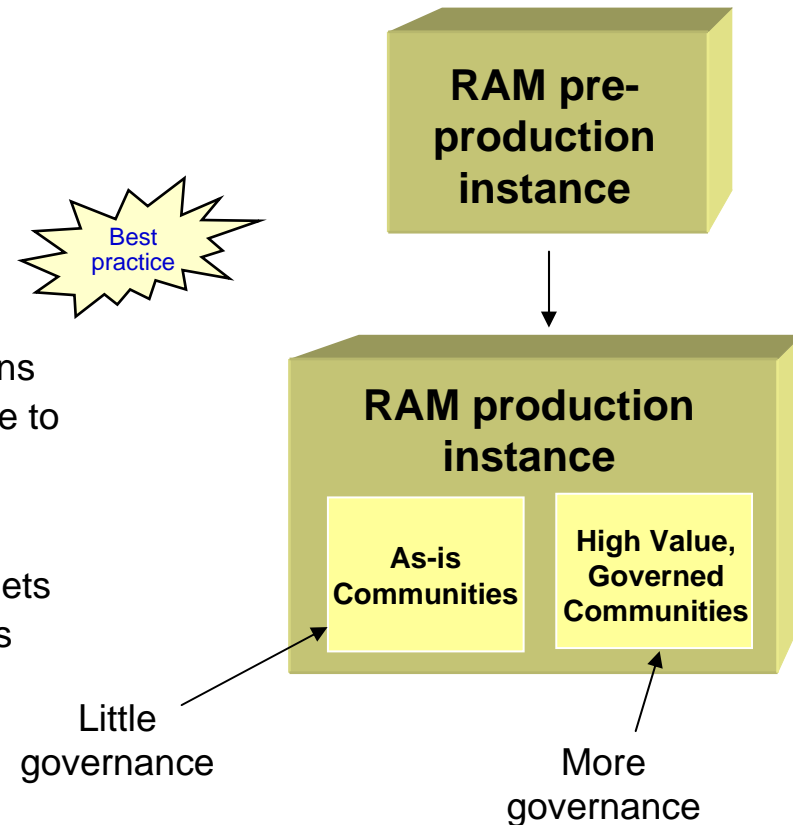 RAM pre-
production
instance
Best
practice
ns
e to
RAM production
instance
As-is
Communities
High Value,
Governed
Communities
ets
s
Little
governance
More
governance